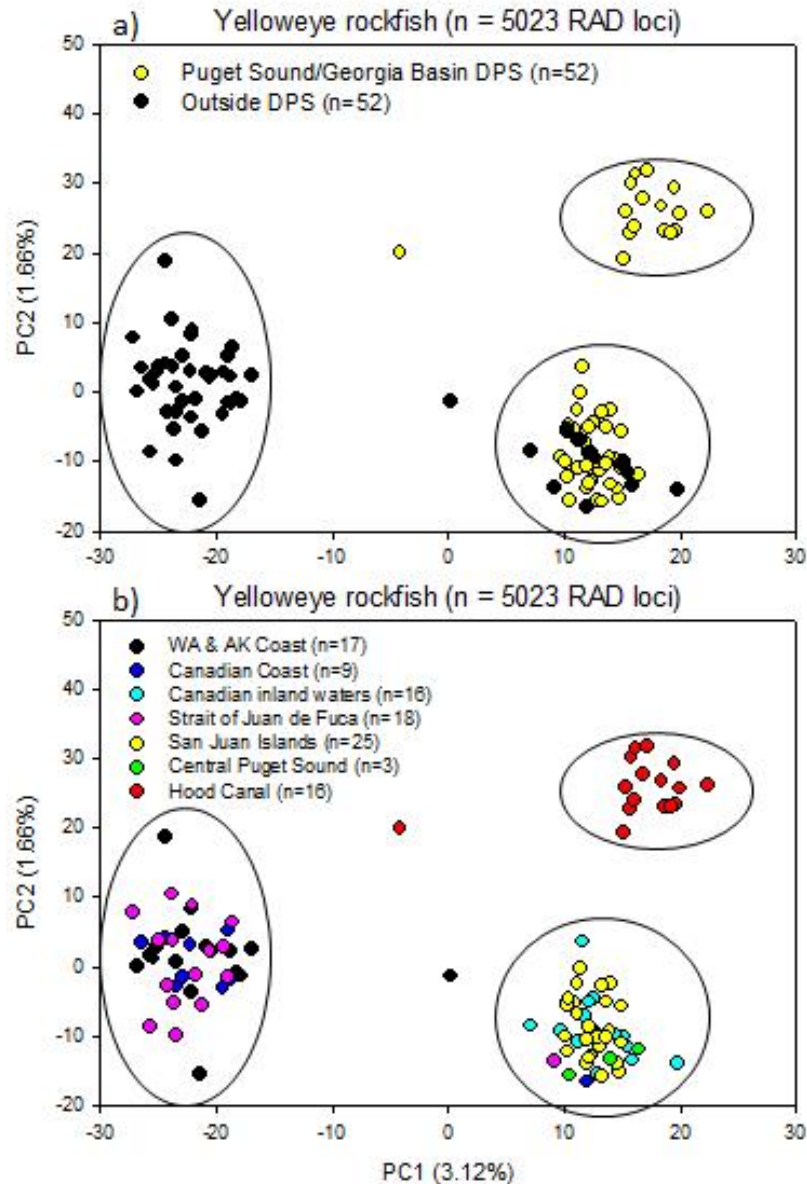 a) Yelloweye rockfish (n = 5023 RAD loci)
Puget Sound/Georgia Basin DPS (n=52)
Outside DPS (n=52)
PC2 (1.66%)
50
40
30
20
10
0
-10
-20
-30 -20 -10 0 10 20 30
b) Yelloweye rockfish (n = 5023 RAD loci)
WA & AK Coast (n=17)
Canadian Coast (n=9)
Canadian inland waters (n=16)
Strait of Juan de Fuca (n=18)
San Juan Islands (n=25)
Central Puget Sound (n=3)
Hood Canal (n=16)
PC2 (1.66%)
50
40
30
20
10
0
-10
-20
-30 -20 -10 0 10 20 30
PC1 (3.12%)